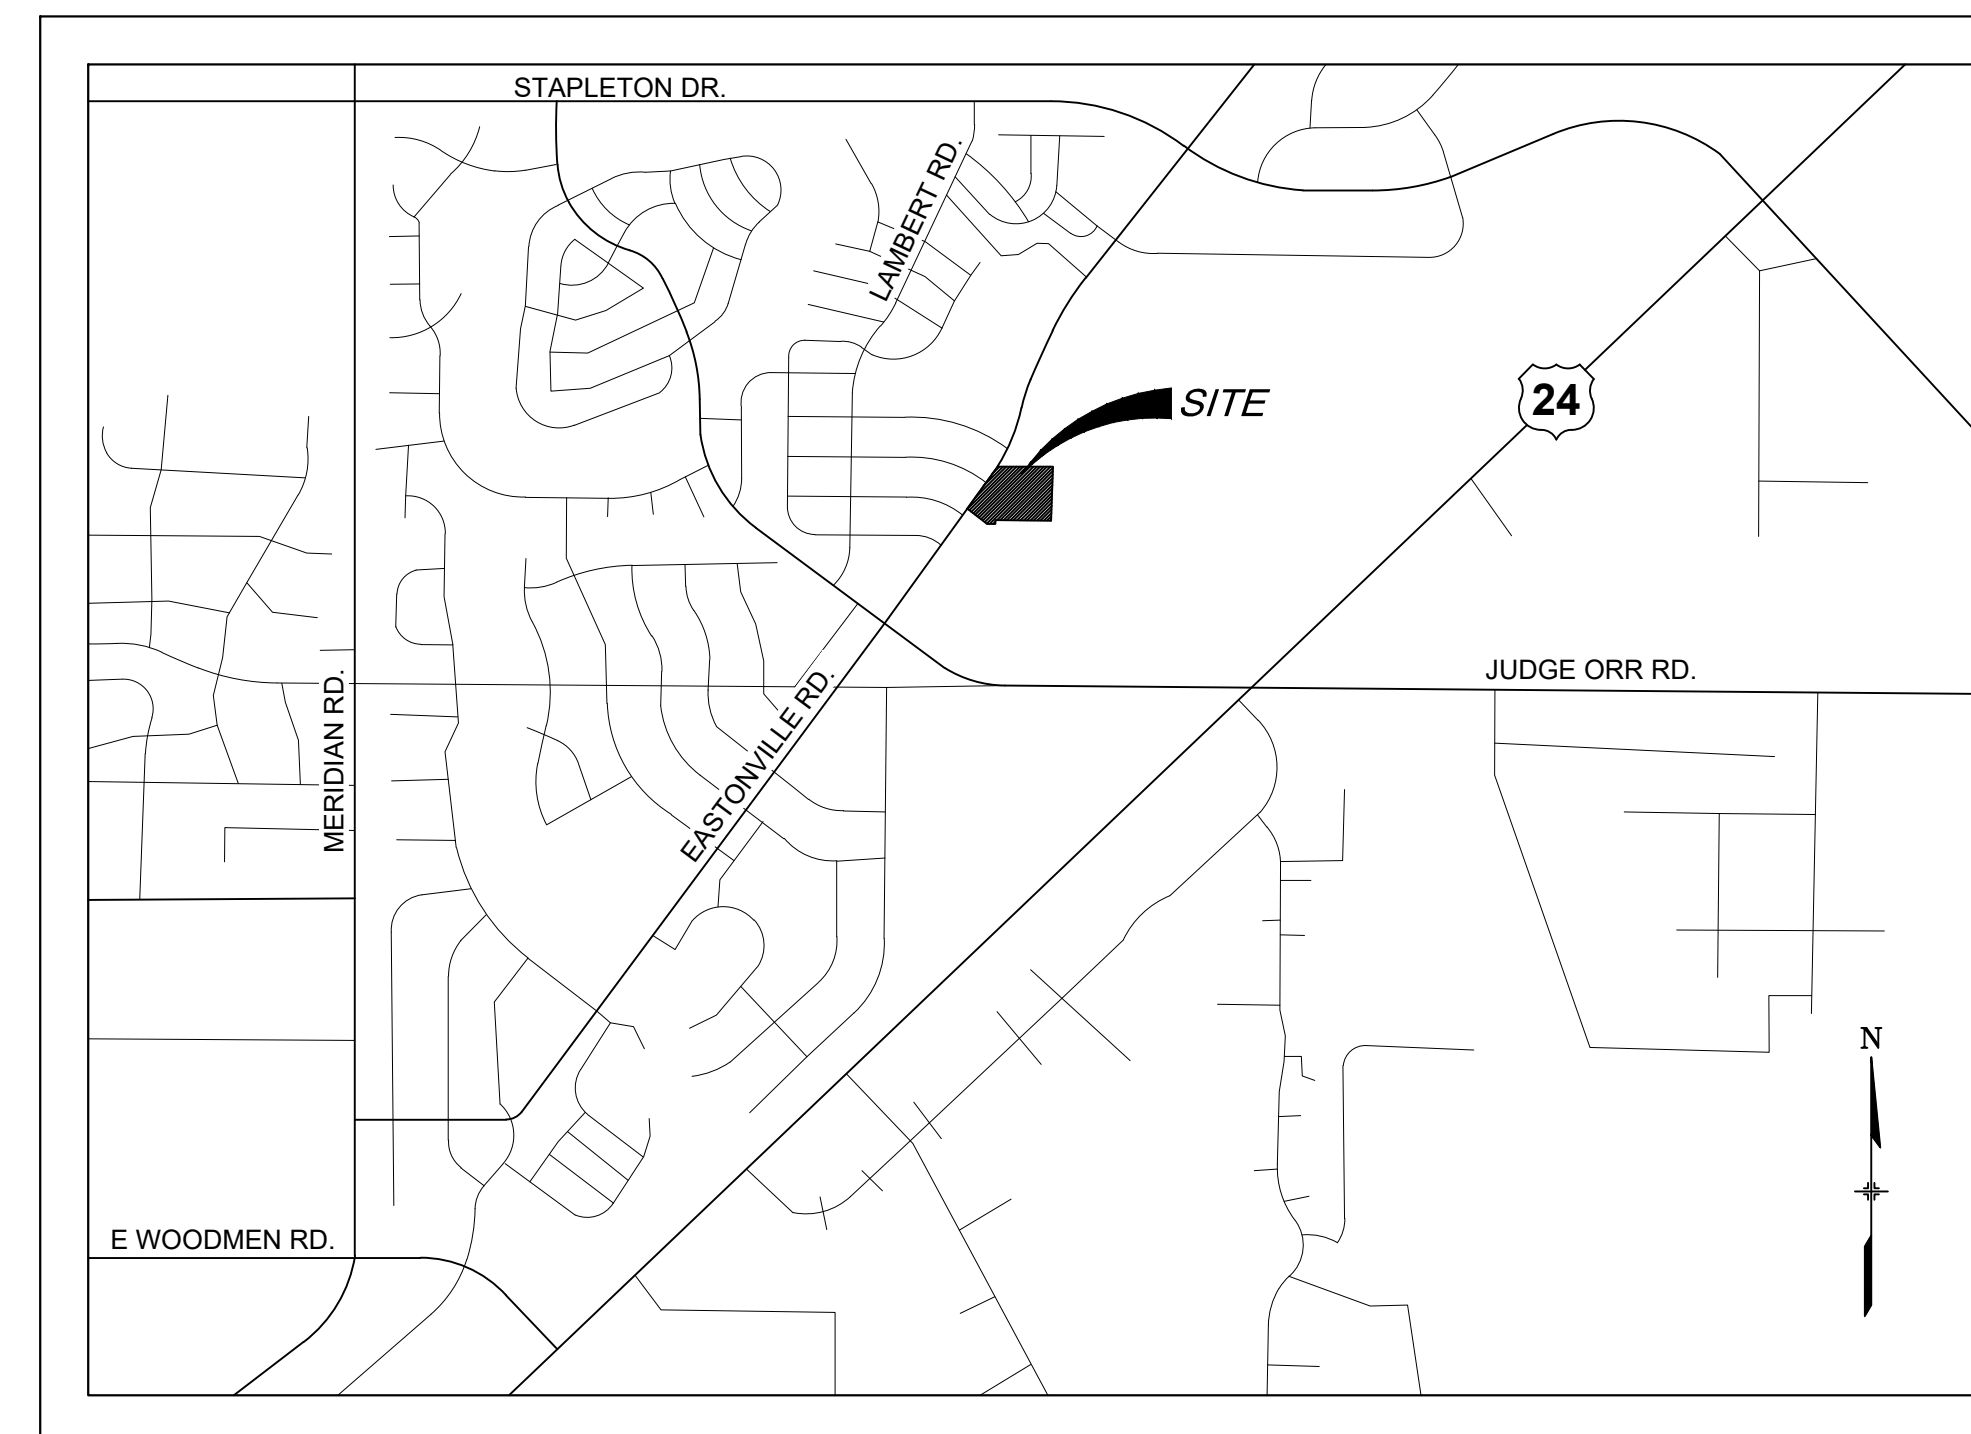 STAPLETON DR.
LAMBERT RD.
SITE
24
JUDGE ORR RD.
MERIDIAN RD.
EASTONVILLE RD.
N
E WOODMEN RD.